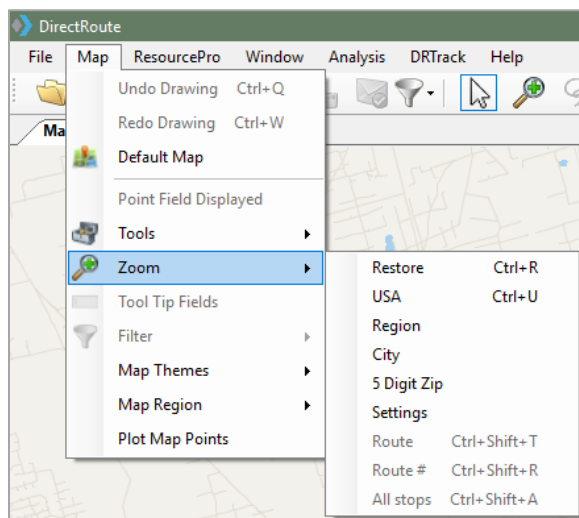 DirectRoute
File Map ResourcePro Window Analysis DRTrack Help
Undo Drawing Ctrl+Q
Redo Drawing Ctrl+W
Ma
Default Map
Point Field Displayed
Tools
Zoom
Restore Ctrl+R
USA Ctrl+U
Tool Tip Fields
Region
Filter
City
Map Themes
5 Digit Zip
Map Region
Settings
Plot Map Points
Route Ctrl+Shift+T
Route # Ctrl+Shift+R
All stops Ctrl+Shift+A